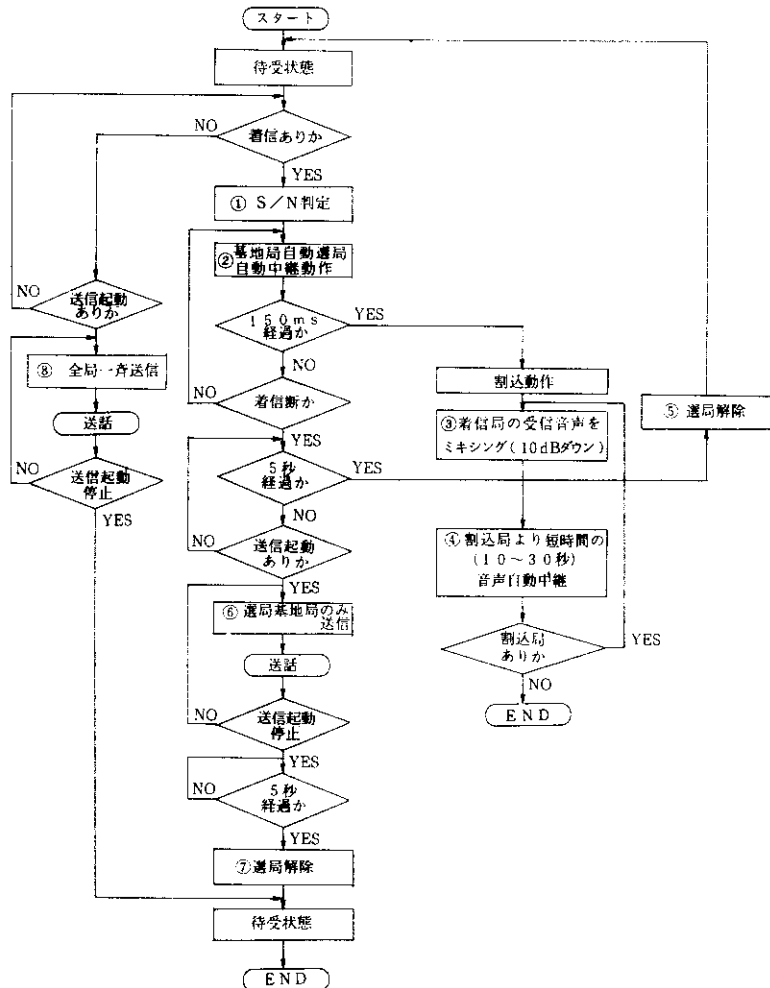 スタート
待受状態
着信ありか
NO
YES
① S/N判定
②基地局自動選局
自動中継動作
150ms
経過か
YES
NO
着信断か
NO
YES
5秒
経過か
YES
NO
送信起動
ありか
NO
YES
⑥ 選局基地局のみ
送信
送話
送信起動
停止
NO
YES
5秒
経過か
NO
YES
⑦選局解除
待受状態
END
送信起動
ありか
NO
YES
⑧ 全局一斉送信
送話
送信起動
停止
NO
YES
割込動作
③着信局の受信音声を
ミキシング(10dBダウン)
④割込局より短時間の
(10〜30秒)
音声自動中継
割込局
ありか
YES
NO
END
⑤ 選局解除